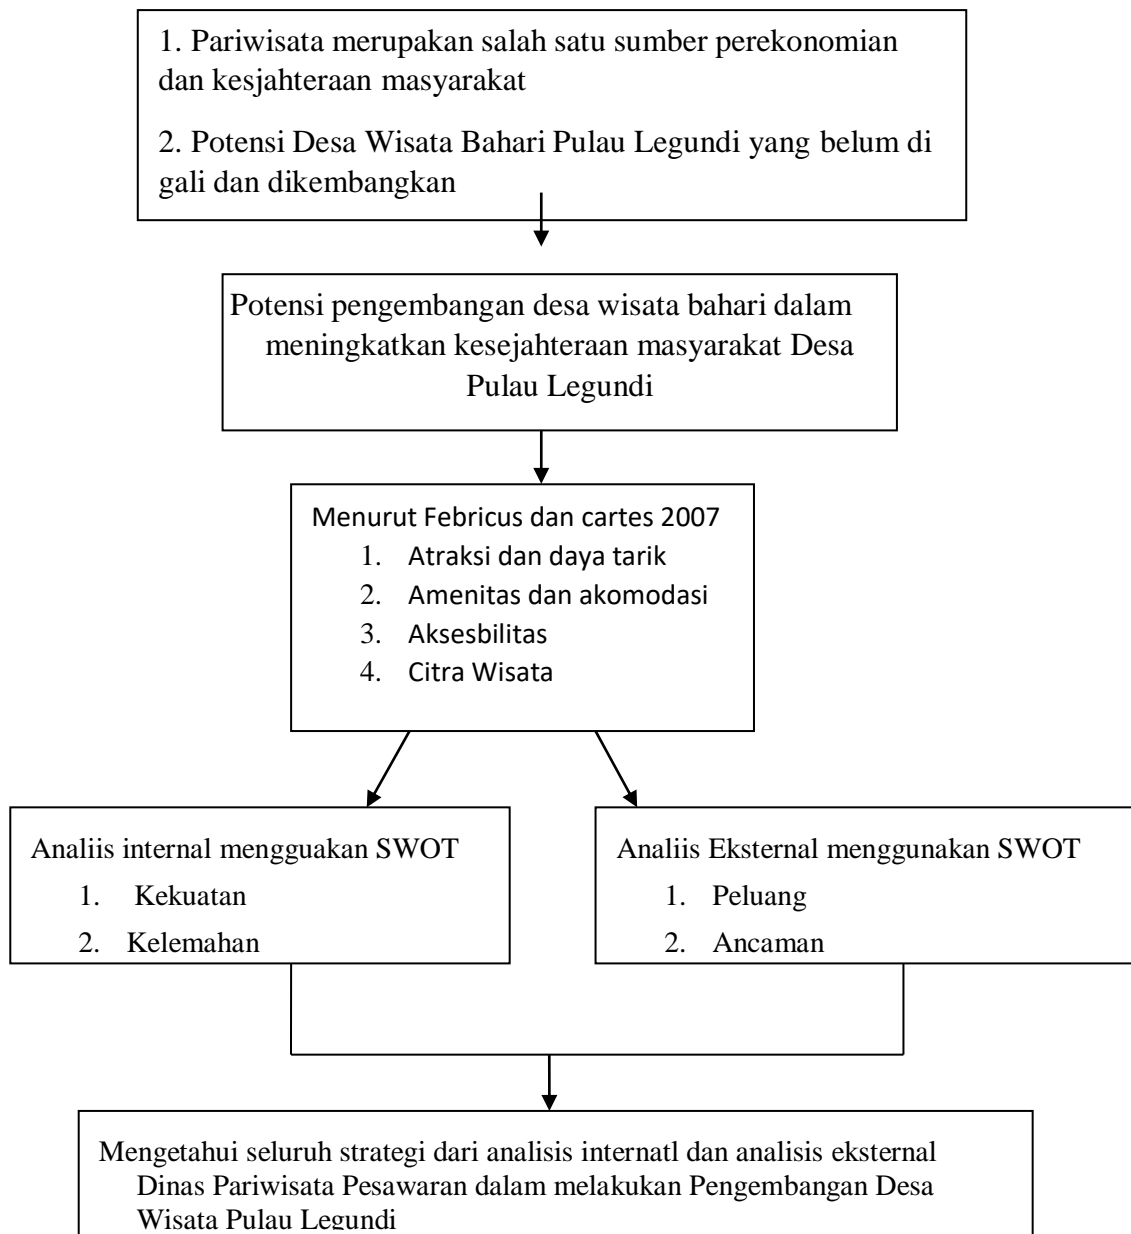 1. Pariwisata merupakan salah satu sumber perekonomian
dan kesjahteraan masyarakat
2. Potensi Desa Wisata Bahari Pulau Legundi yang belum di
gali dan dikembangkan
Potensi pengembangan desa wisata bahari dalam
meningkatkan kesejahteraan masyarakat Desa
Pulau Legundi
Menurut Febricus dan cartes 2007
1. Atraksi dan daya tarik
2. Amenitas dan akomodasi
3. Aksesbilitas
4. Citra Wisata
Analiis internal mengguakan SWOT
1. Kekuatan
2. Kelemahan
Analiis Eksternal menggunakan SWOT
1. Peluang
2. Ancaman
Mengetahui seluruh strategi dari analisis internatl dan analisis eksternal
Dinas Pariwisata Pesawaran dalam melakukan Pengembangan Desa
Wisata Pulau Legundi